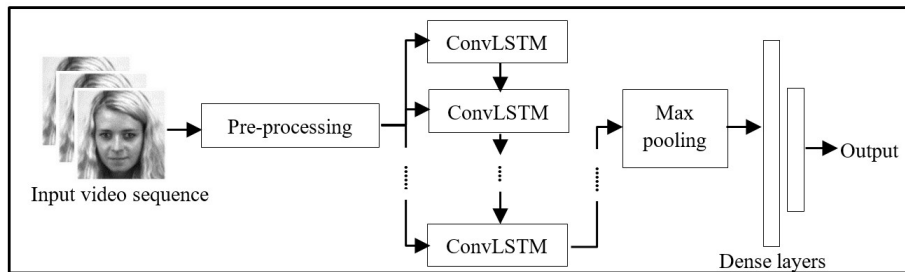 Input video sequence
Pre-processing
ConvLSTM
ConvLSTM
ConvLSTM
Max
pooling
Dense layers
Output